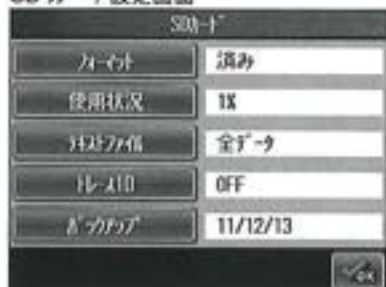 SDカード設定画面
SDｶｰﾄﾞ
ﾌｫｰﾏｯﾄ 済み
使用状況 1%
ﾃｷｽﾄﾌｧｲﾙ 全ﾃﾞｰﾀ
ﾄﾚｰｽID OFF
ﾊﾞｯｸｱｯﾌﾟ 11/12/13
OK